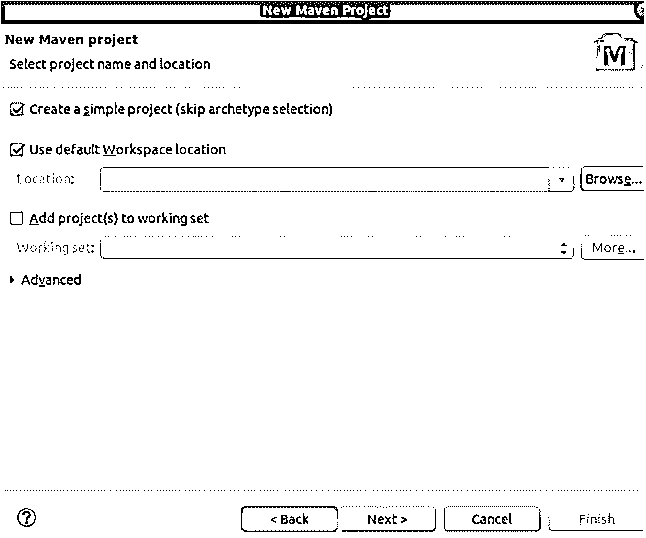 New Maven Project
New Maven project
Select project name and location
M
Create a simple project (skip archetype selection)
Use default Workspace location
Location: Browse...
Add project(s) to working set
Working set: More...
Advanced
? < Back Next > Cancel Finish